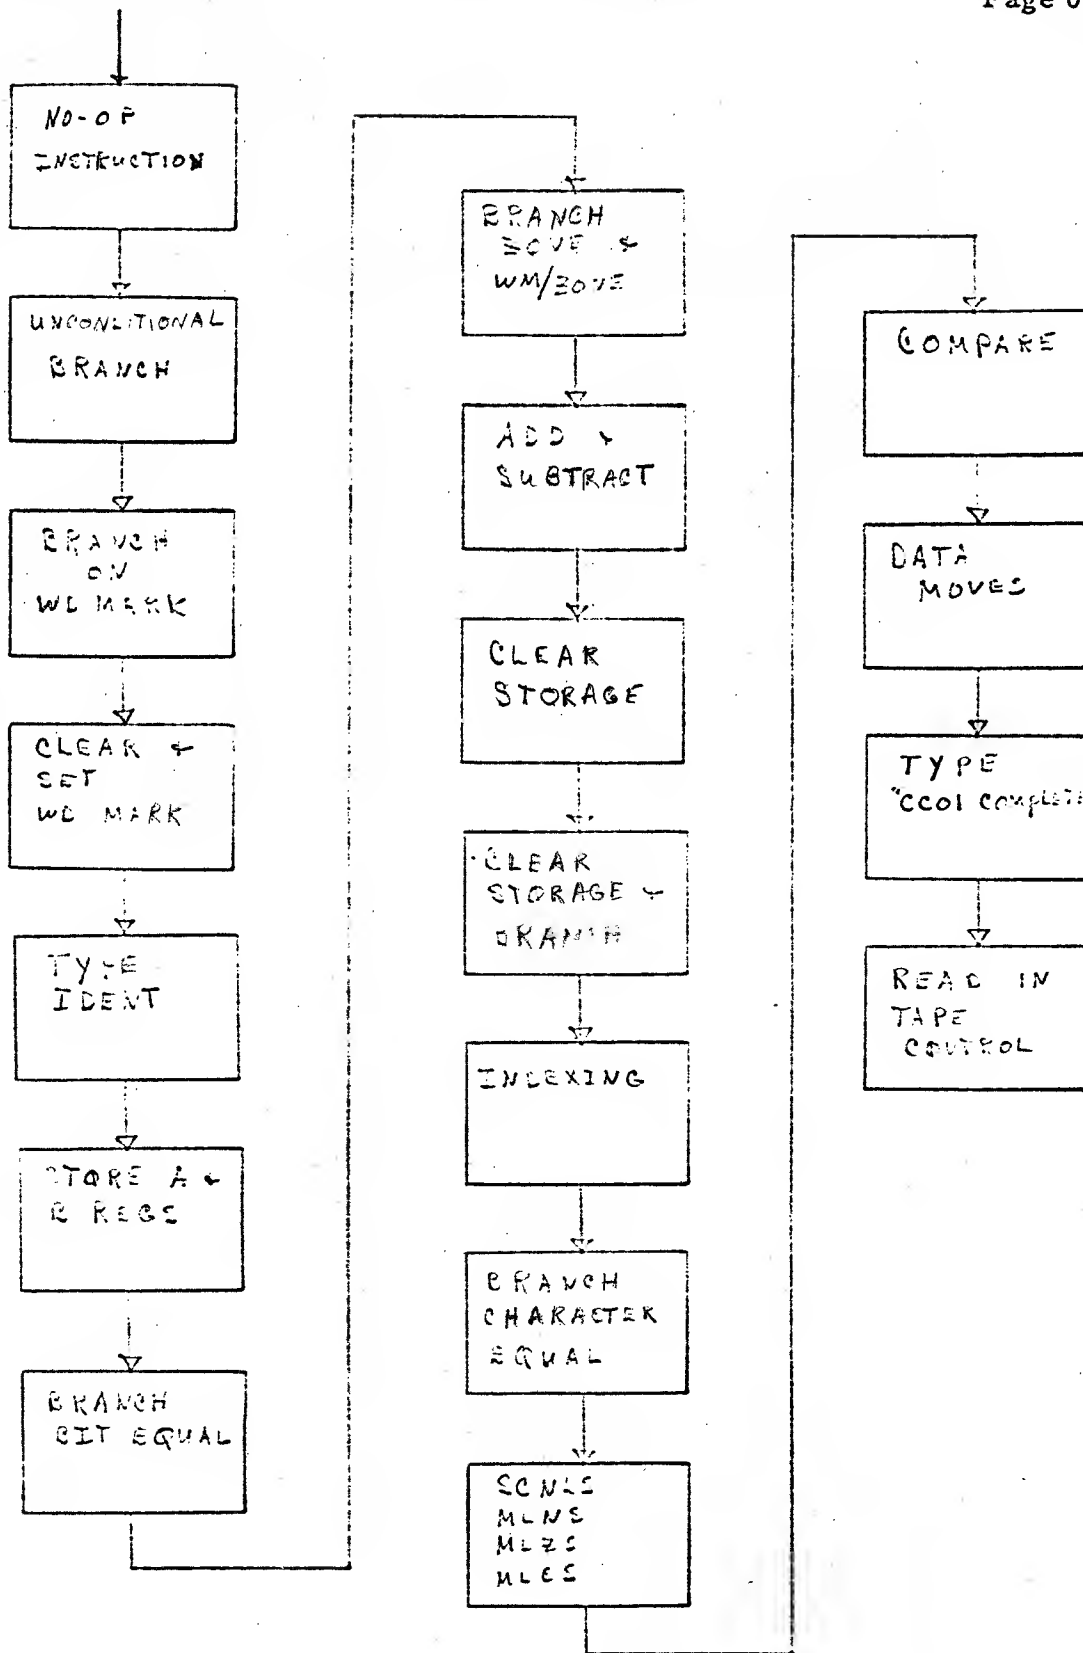 Page 0
NO-OP
INSTRUCTION
UNCONDITIONAL
BRANCH
BRANCH
ON
WD MARK
CLEAR &
SET
WD MARK
TYPE
IDENT
STORE A &
B REGS
BRANCH
BIT EQUAL
BRANCH
ZONE &
WM/ZONE
ADD &
SUBTRACT
CLEAR
STORAGE
CLEAR
STORAGE &
BRANCH
INDEXING
BRANCH
CHARACTER
EQUAL
SCNLS
MLNS
MLZS
MLCS
COMPARE
DATA
MOVES
TYPE
"CC01 COMPLETE
READ IN
TAPE
CONTROL